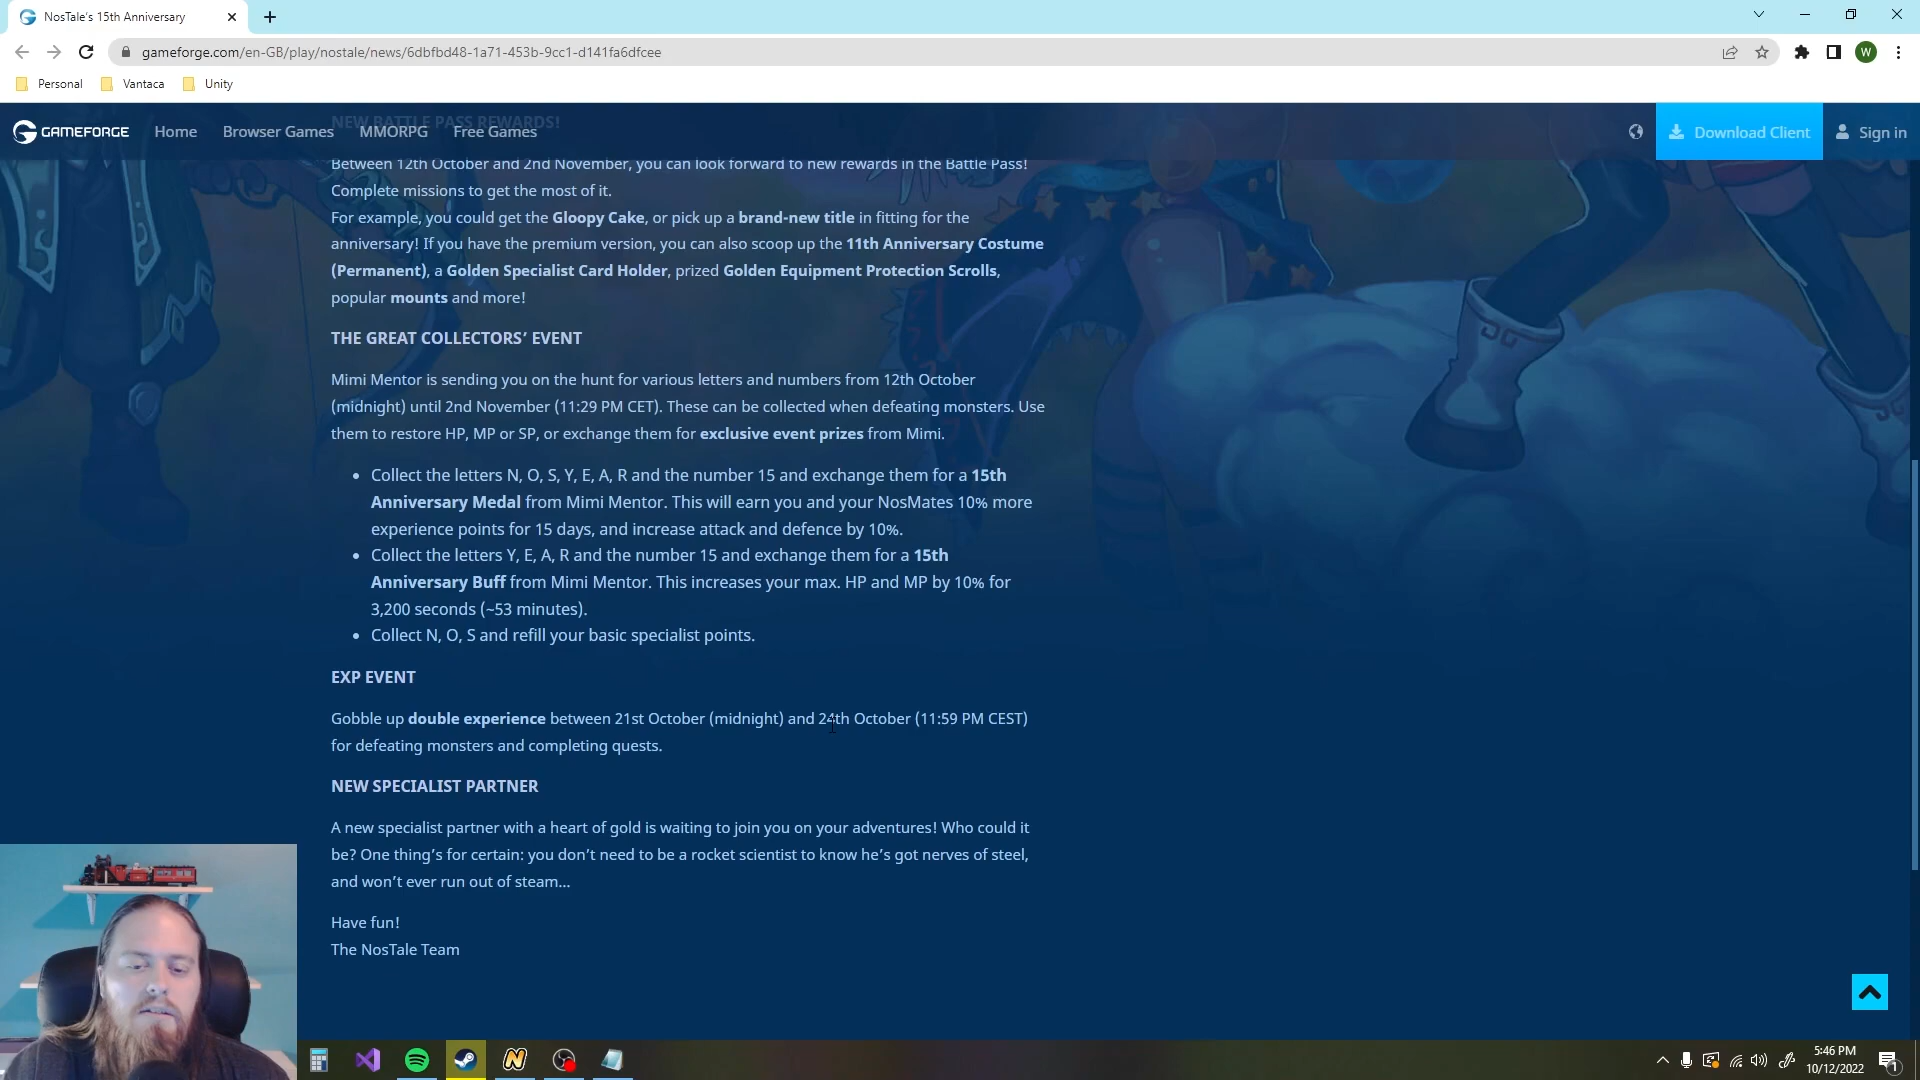 NosTale's 15th Anniversary
gameforge.com/en-GB/play/nostale/news/6dbfbd48-1a71-453b-9cc1-d141fa6dfcee
W
Personal
Vantaca
Unity
NEW BATTLE PASS REWARDS!
GAMEFORGE
Home
Browser Games
MMORPG
Free Games
Download Client
Sign in
Between 12th October and 2nd November, you can look forward to new rewards in the Battle Pass!
Complete missions to get the most of it.
For example, you could get the Gloopy Cake, or pick up a brand-new title in fitting for the
anniversary! If you have the premium version, you can also scoop up the 11th Anniversary Costume
(Permanent), a Golden Specialist Card Holder, prized Golden Equipment Protection Scrolls,
popular mounts and more!
THE GREAT COLLECTORS' EVENT
Mimi Mentor is sending you on the hunt for various letters and numbers from 12th October
(midnight) until 2nd November (11:29 PM CET). These can be collected when defeating monsters. Use
them to restore HP, MP or SP, or exchange them for exclusive event prizes from Mimi.
• Collect the letters N, O, S, Y, E, A, R and the number 15 and exchange them for a 15th
Anniversary Medal from Mimi Mentor. This will earn you and your NosMates 10% more
experience points for 15 days, and increase attack and defence by 10%.
• Collect the letters Y, E, A, R and the number 15 and exchange them for a 15th
Anniversary Buff from Mimi Mentor. This increases your max. HP and MP by 10% for
3,200 seconds (~53 minutes).
• Collect N, O, S and refill your basic specialist points.
EXP EVENT
Gobble up double experience between 21st October (midnight) and 24th October (11:59 PM CEST)
for defeating monsters and completing quests.
NEW SPECIALIST PARTNER
A new specialist partner with a heart of gold is waiting to join you on your adventures! Who could it
be? One thing's for certain: you don't need to be a rocket scientist to know he's got nerves of steel,
and won't ever run out of steam...
Have fun!
The NosTale Team
5:46 PM
10/12/2022
1